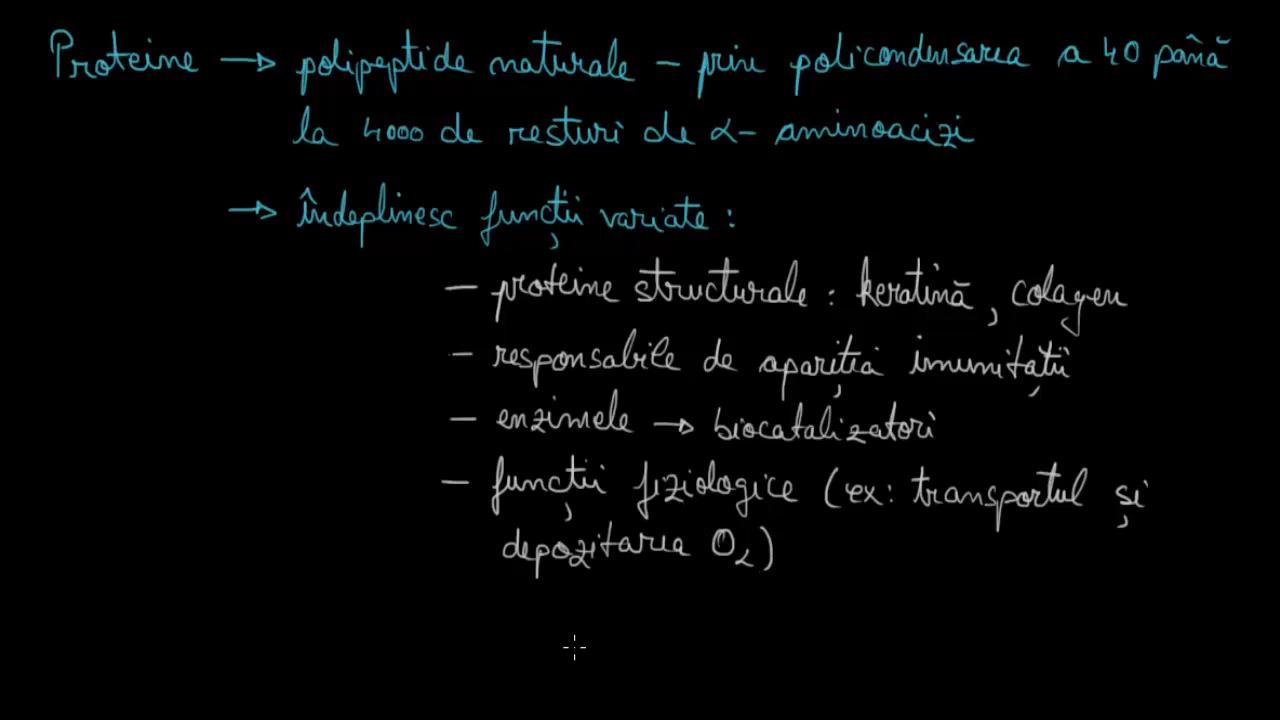 Proteine → polipeptide naturale - prin policondensarea a 40 până
la 4000 de resturi de α- aminoacizi
→ îndeplinesc funcții variate :
- proteine structurale : keratină, colagen
- responsabile de apariția imunității
- enzimele → biocatalizatori
- funcții fiziologice (ex: transportul și
depozitarea O₂)